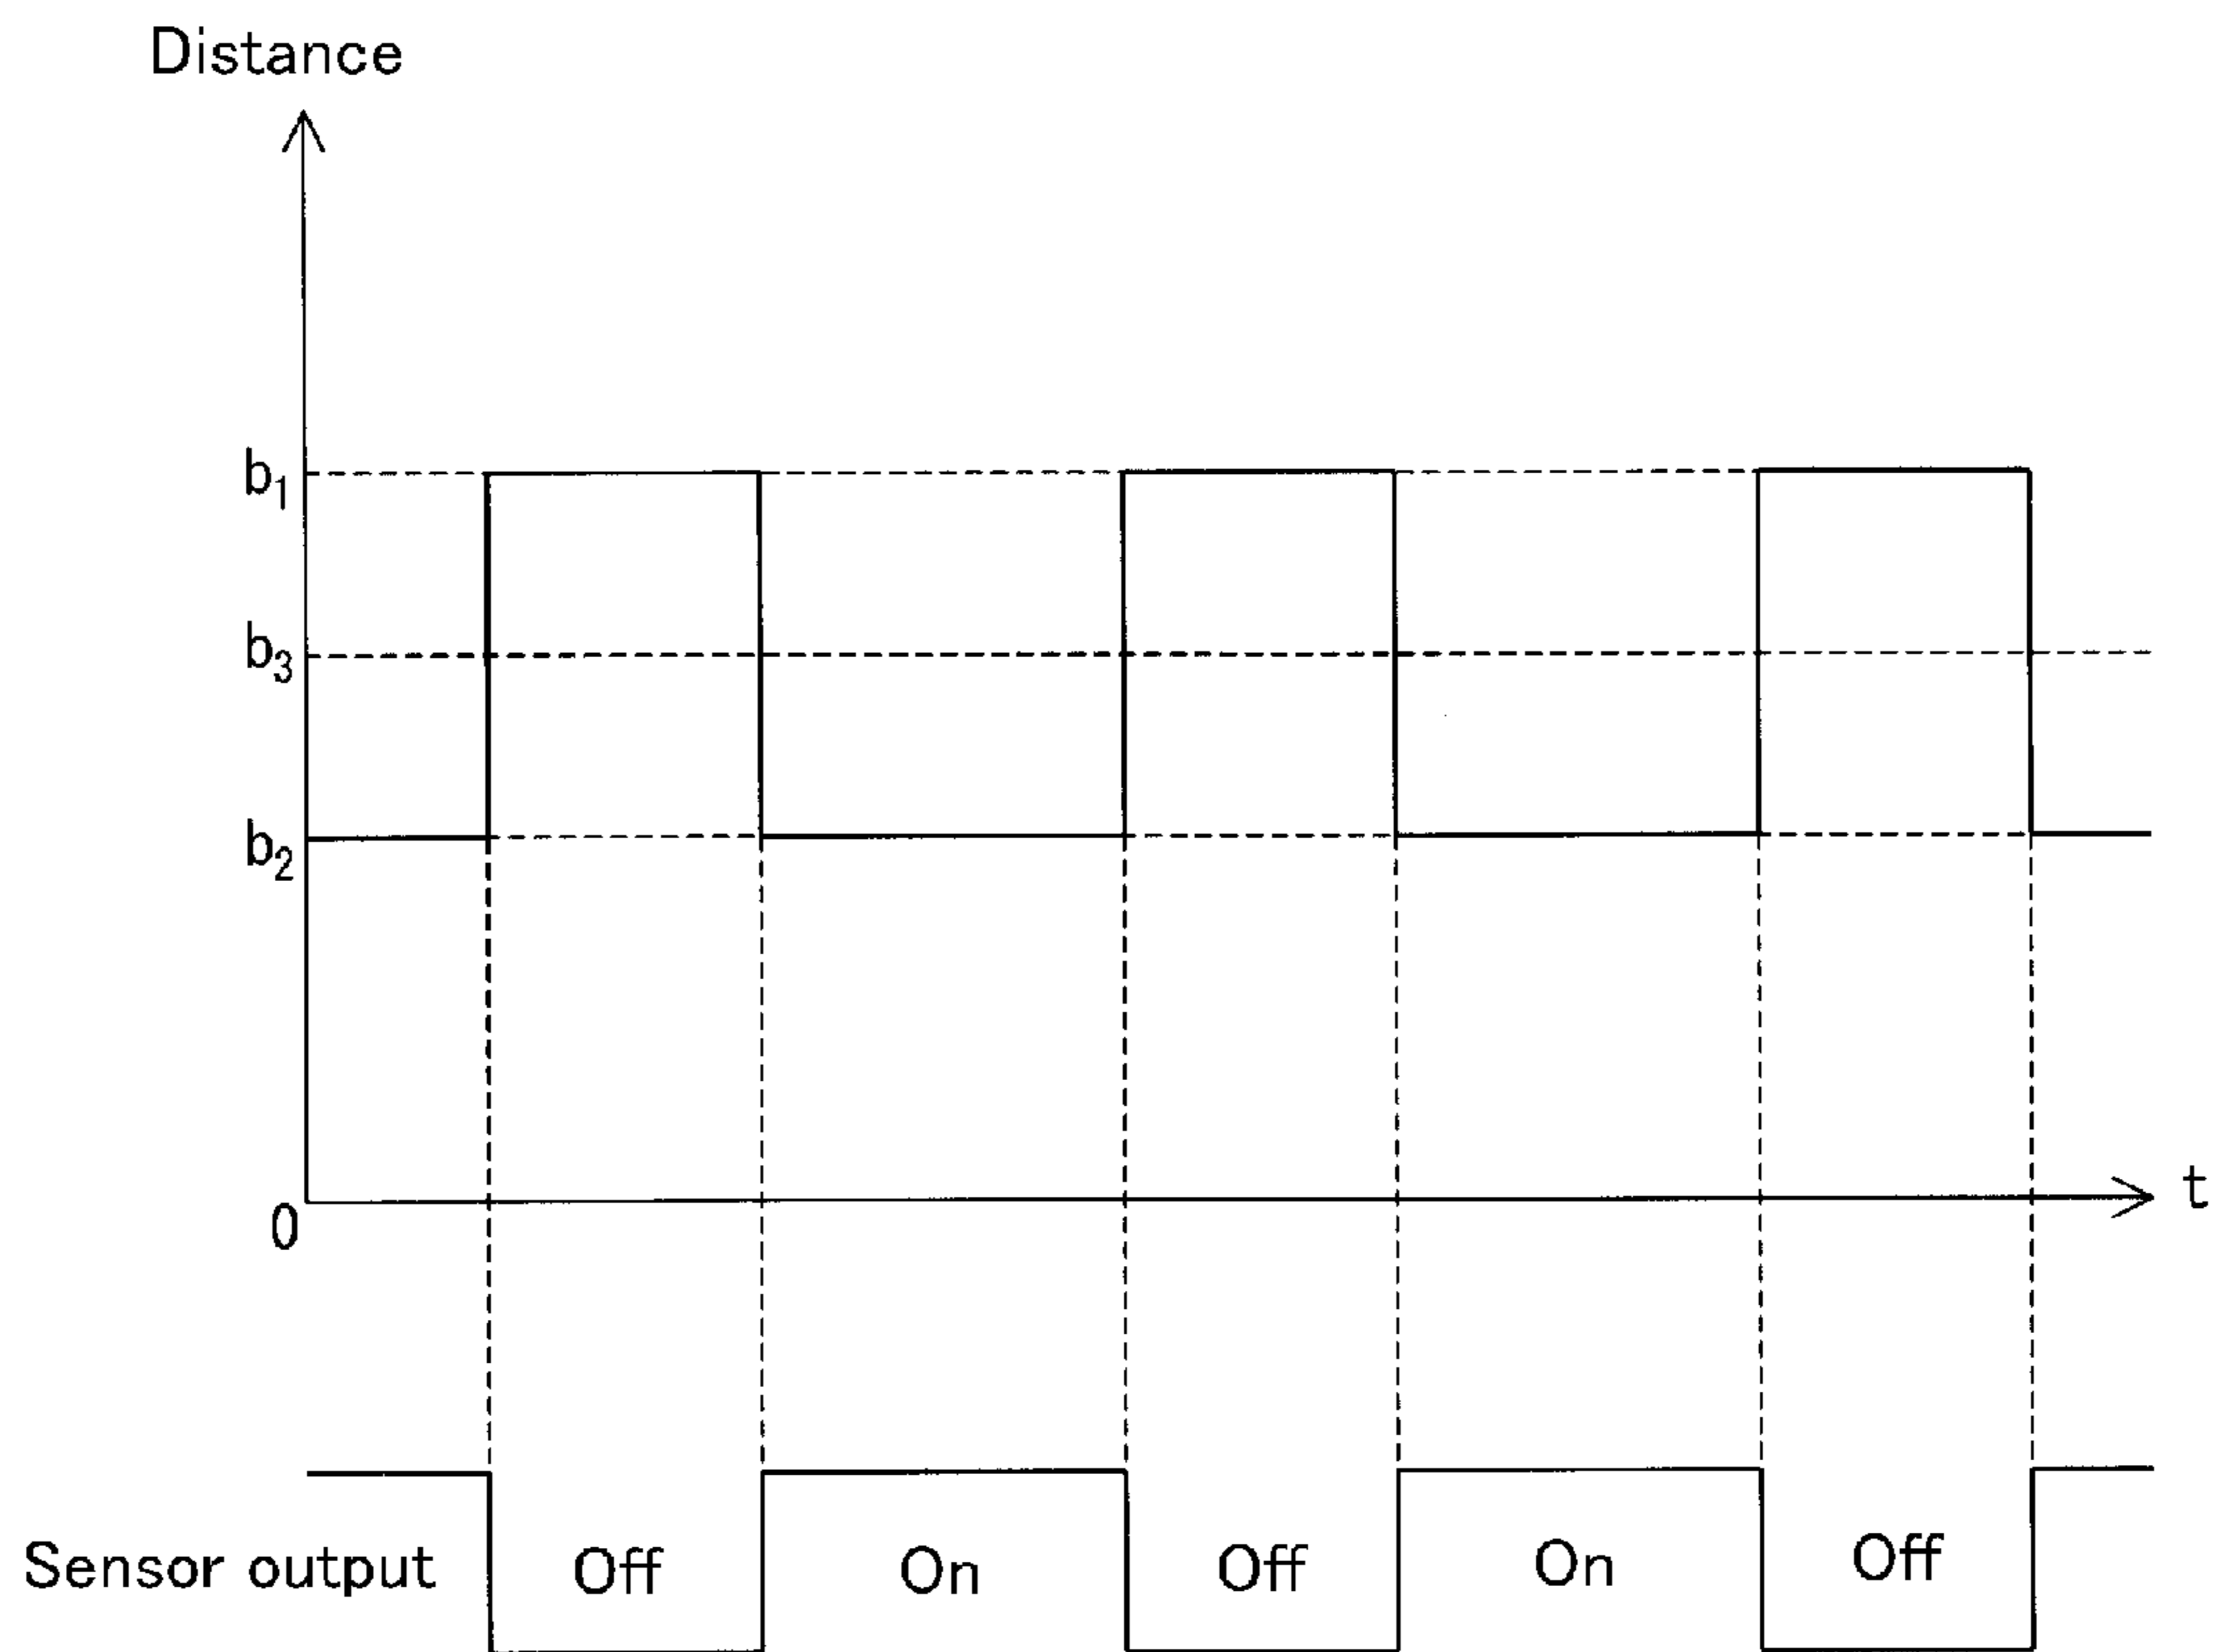 Distance
b₁
b₃
b₂
0
t
Sensor output Off On Off On Off